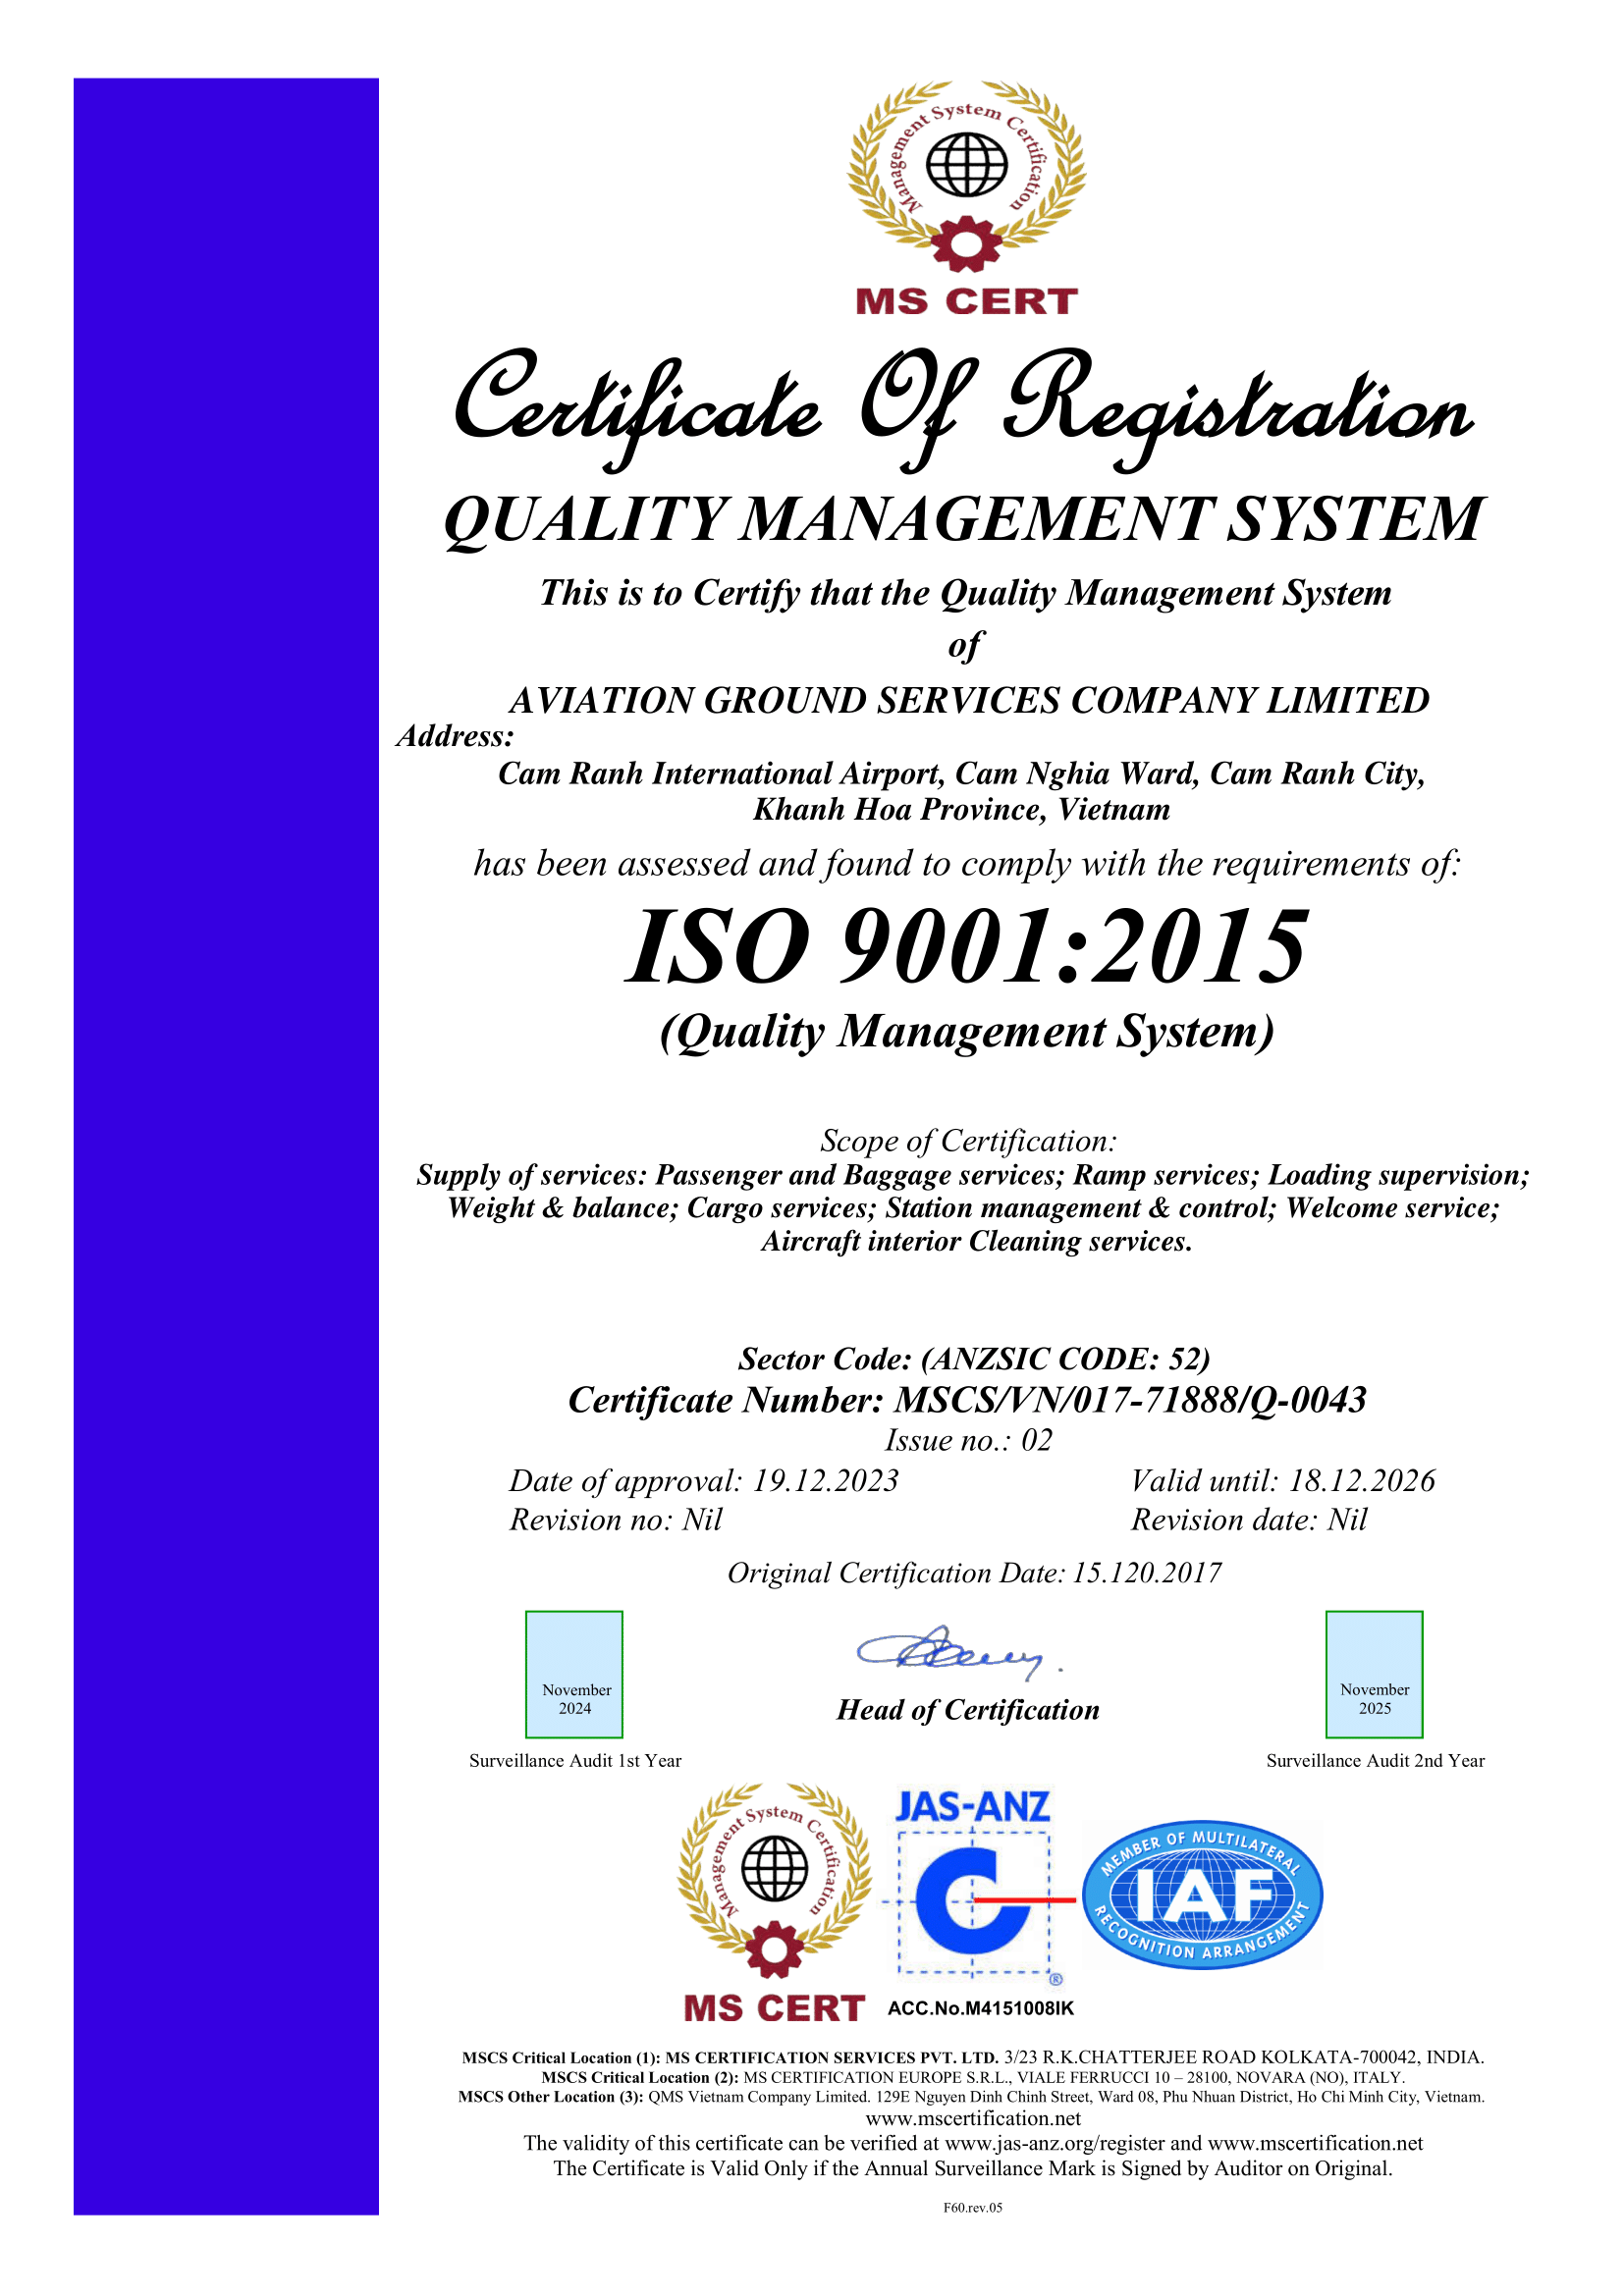 Management System Certification
MS CERT
Certificate Of Registration
QUALITY MANAGEMENT SYSTEM
This is to Certify that the Quality Management System
of
AVIATION GROUND SERVICES COMPANY LIMITED
Address:
Cam Ranh International Airport, Cam Nghia Ward, Cam Ranh City,
Khanh Hoa Province, Vietnam
has been assessed and found to comply with the requirements of:
ISO 9001:2015
(Quality Management System)
Scope of Certification:
Supply of services: Passenger and Baggage services; Ramp services; Loading supervision;
Weight & balance; Cargo services; Station management & control; Welcome service;
Aircraft interior Cleaning services.
Sector Code: (ANZSIC CODE: 52)
Certificate Number: MSCS/VN/017-71888/Q-0043
Issue no.: 02
Date of approval: 19.12.2023 Valid until: 18.12.2026
Revision no: Nil Revision date: Nil
Original Certification Date: 15.120.2017
November
2024
Surveillance Audit 1st Year
Head of Certification
November
2025
Surveillance Audit 2nd Year
Management System Certification
MS CERT
JAS-ANZ
®
ACC.No.M4151008IK
MEMBER OF MULTILATERAL
IAF
RECOGNITION ARRANGEMENT
MSCS Critical Location (1): MS CERTIFICATION SERVICES PVT. LTD. 3/23 R.K.CHATTERJEE ROAD KOLKATA-700042, INDIA.
MSCS Critical Location (2): MS CERTIFICATION EUROPE S.R.L., VIALE FERRUCCI 10 – 28100, NOVARA (NO), ITALY.
MSCS Other Location (3): QMS Vietnam Company Limited. 129E Nguyen Dinh Chinh Street, Ward 08, Phu Nhuan District, Ho Chi Minh City, Vietnam.
www.mscertification.net
The validity of this certificate can be verified at www.jas-anz.org/register and www.mscertification.net
The Certificate is Valid Only if the Annual Surveillance Mark is Signed by Auditor on Original.
F60.rev.05